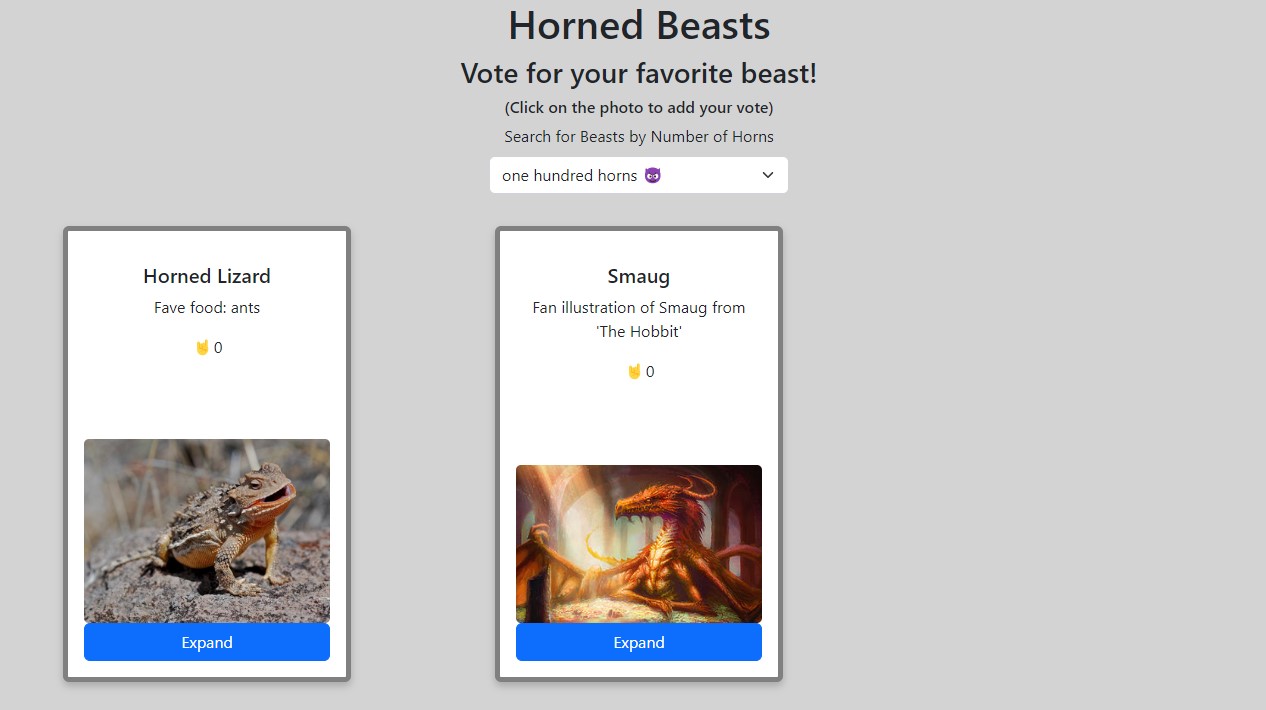 Horned Beasts
Vote for your favorite beast!
(Click on the photo to add your vote)
Search for Beasts by Number of Horns
one hundred horns 😈
Horned Lizard
Fave food: ants
🤘 0
Expand
Smaug
Fan illustration of Smaug from
'The Hobbit'
🤘 0
Expand